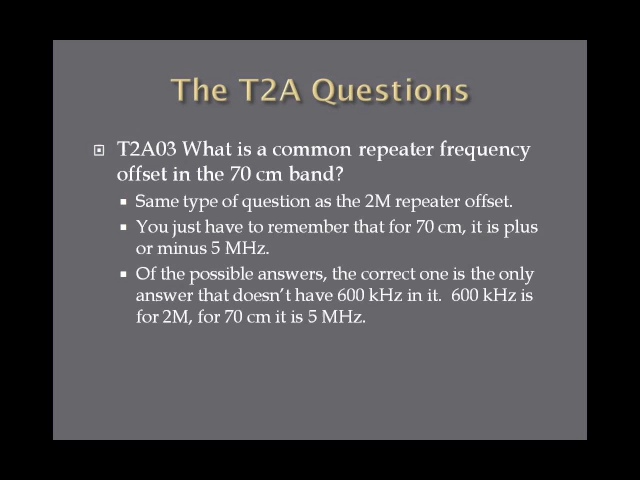 The T2A Questions
T2A03 What is a common repeater frequency
offset in the 70 cm band?
Same type of question as the 2M repeater offset.
You just have to remember that for 70 cm, it is plus
or minus 5 MHz.
Of the possible answers, the correct one is the only
answer that doesn't have 600 kHz in it.  600 kHz is
for 2M, for 70 cm it is 5 MHz.